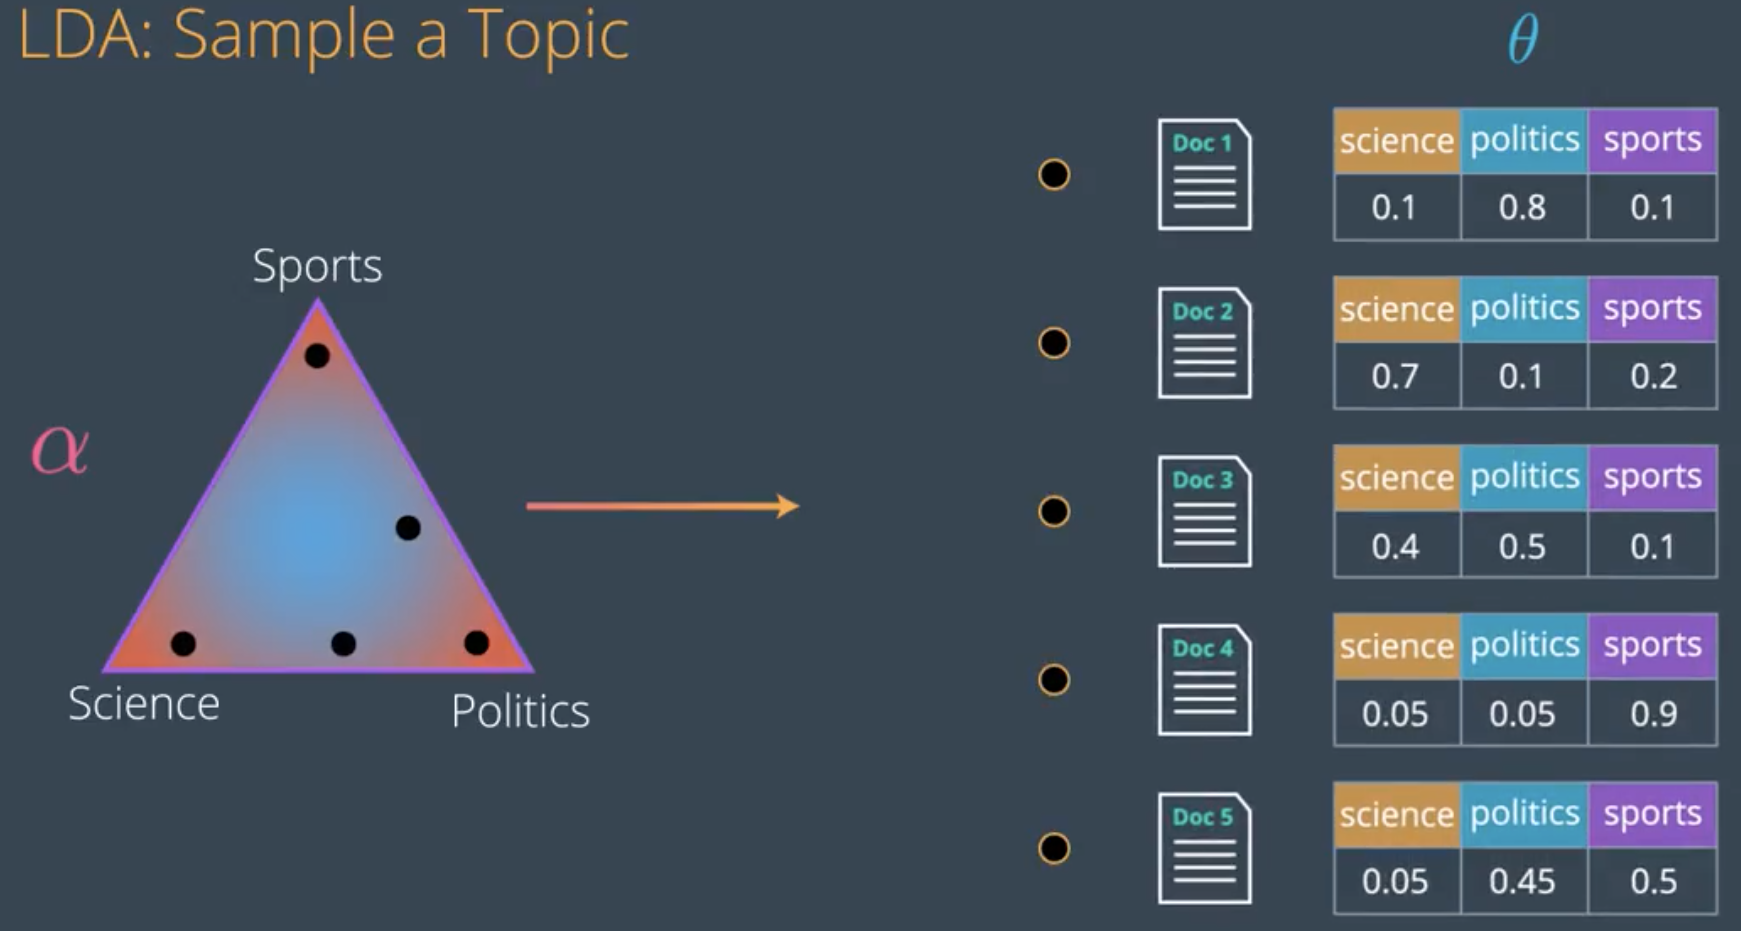 LDA: Sample a Topic
θ
Sports
α
Science
Politics
Doc 1
science politics sports
0.1 0.8 0.1
Doc 2
science politics sports
0.7 0.1 0.2
Doc 3
science politics sports
0.4 0.5 0.1
Doc 4
science politics sports
0.05 0.05 0.9
Doc 5
science politics sports
0.05 0.45 0.5